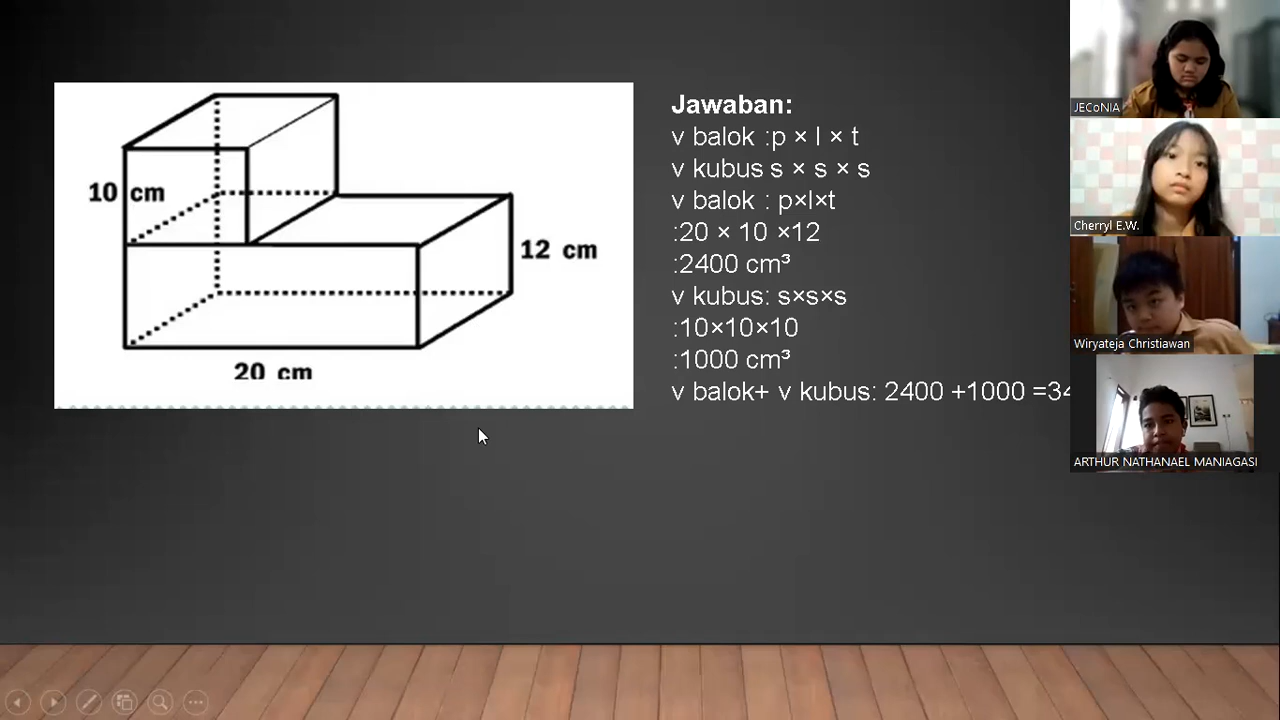 10 cm
12 cm
20 cm
Jawaban:
v balok :p × l × t
v kubus s × s × s
v balok : p×l×t
:20 × 10 ×12
:2400 cm³
v kubus: s×s×s
:10×10×10
:1000 cm³
v balok+ v kubus: 2400 +1000 =34
JECoNIA
Cherryl E.W.
Wiryateja Christiawan
ARTHUR NATHANAEL MANIAGASI